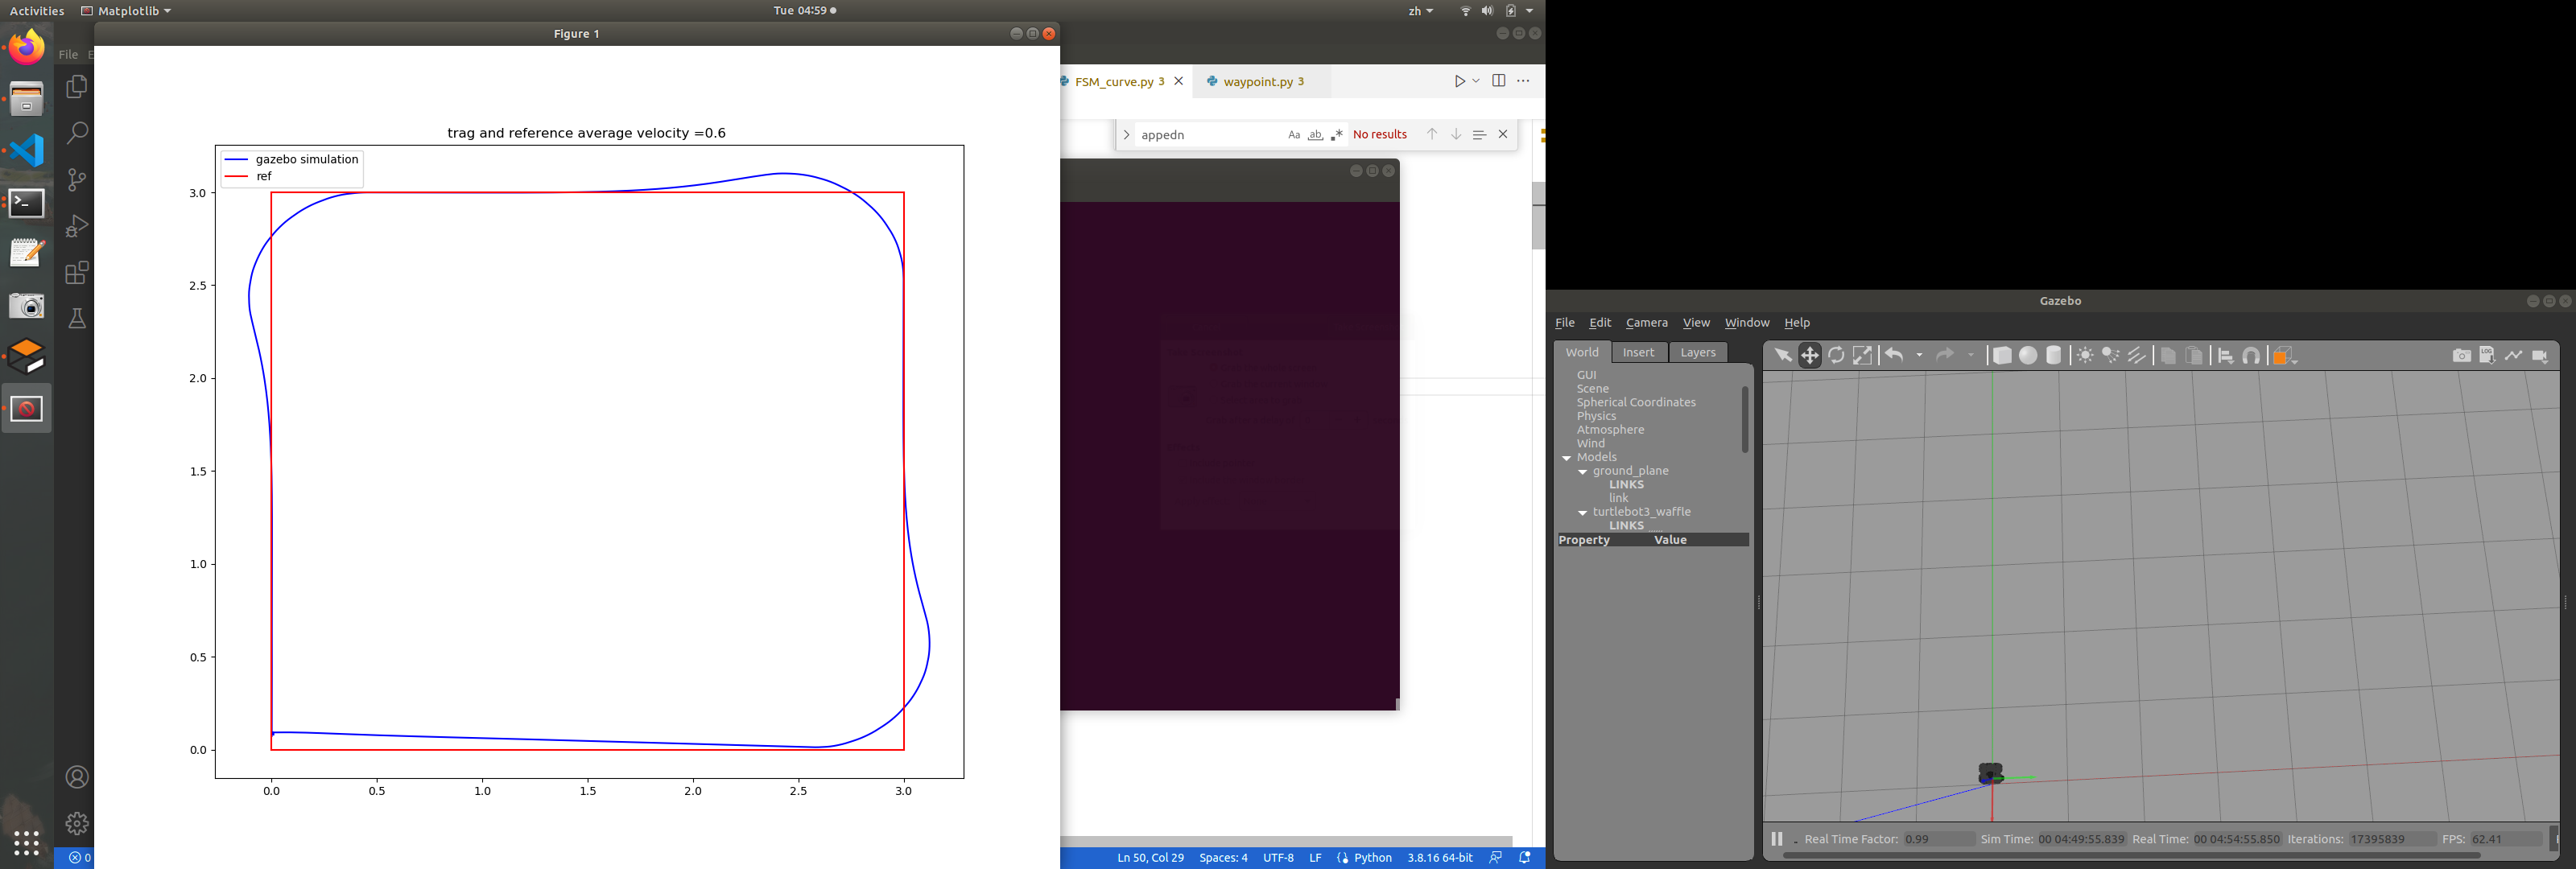 Activities Matplotlib Tue 04:59 zh
Figure 1
File E
FSM_curve.py 3 waypoint.py 3
appedn Aa ab .* No results
trag and reference average velocity =0.6
gazebo simulation
ref
3.0
2.5
2.0
1.5
1.0
0.5
0.0
0.0 0.5 1.0 1.5 2.0 2.5 3.0
0 Ln 50, Col 29 Spaces: 4 UTF-8 LF Python 3.8.16 64-bit
Gazebo
File Edit Camera View Window Help
World Insert Layers
LOG
GUI
Scene
Spherical Coordinates
Physics
Atmosphere
Wind
Models
ground_plane
LINKS
link
turtlebot3_waffle
LINKS
Property Value
Real Time Factor: 0.99 Sim Time: 00 04:49:55.839 Real Time: 00 04:54:55.850 Iterations: 17395839 FPS: 62.41